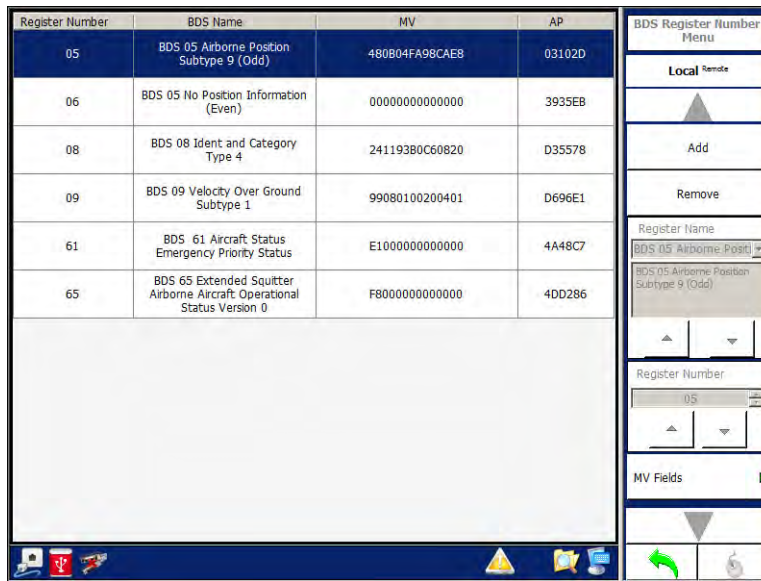 Register Number BDS Name MV AP
05 BDS 05 Airborne Position 480B04FA98CAE8 03102D
Subtype 9 (Odd)
06 BDS 05 No Position Information 00000000000000 3935EB
(Even)
08 BDS 08 Ident and Category 241193B0C60820 D35578
Type 4
09 BDS 09 Velocity Over Ground 99080100200401 D696E1
Subtype 1
61 BDS 61 Aircraft Status E1000000000000 4A48C7
Emergency Priority Status
65 BDS 65 Extended Squitter F8000000000000 4DD286
Airborne Aircraft Operational
Status Version 0
BDS Register Number
Menu
Local Remote
Add
Remove
Register Name
BDS 05 Airborne Positi
BDS 05 Airborne Position
Subtype 9 (Odd)
Register Number
05
MV Fields